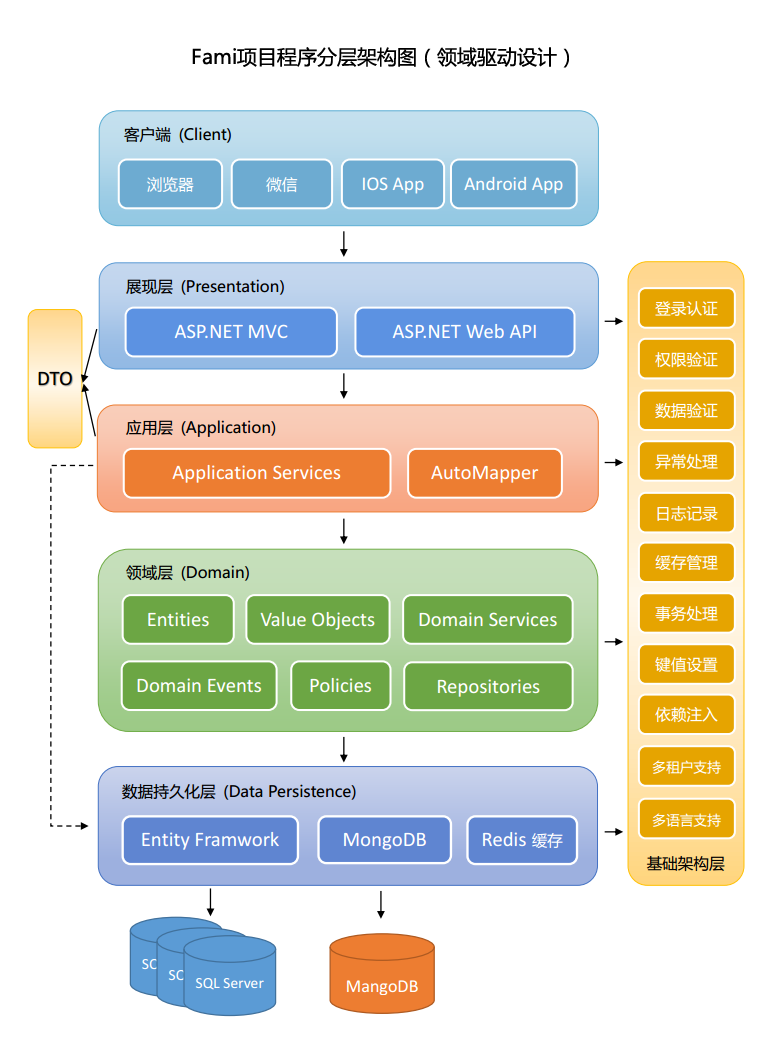 Fami项目程序分层架构图（领域驱动设计）
客户端 (Client)
浏览器
微信
IOS App
Android App
展现层 (Presentation)
ASP.NET MVC
ASP.NET Web API
DTO
应用层 (Application)
Application Services
AutoMapper
领域层 (Domain)
Entities
Value Objects
Domain Services
Domain Events
Policies
Repositories
数据持久化层 (Data Persistence)
Entity Framwork
MongoDB
Redis 缓存
SC
SC
SQL Server
MangoDB
登录认证
权限验证
数据验证
异常处理
日志记录
缓存管理
事务处理
键值设置
依赖注入
多租户支持
多语言支持
基础架构层